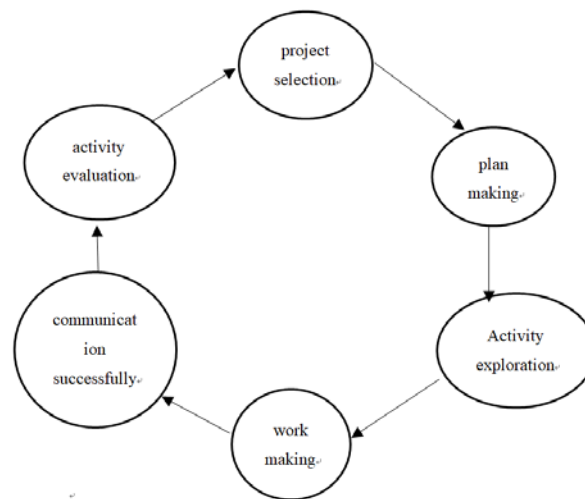 project
selection
plan
making
Activity
exploration
work
making
communicat
ion
successfully
activity
evaluation